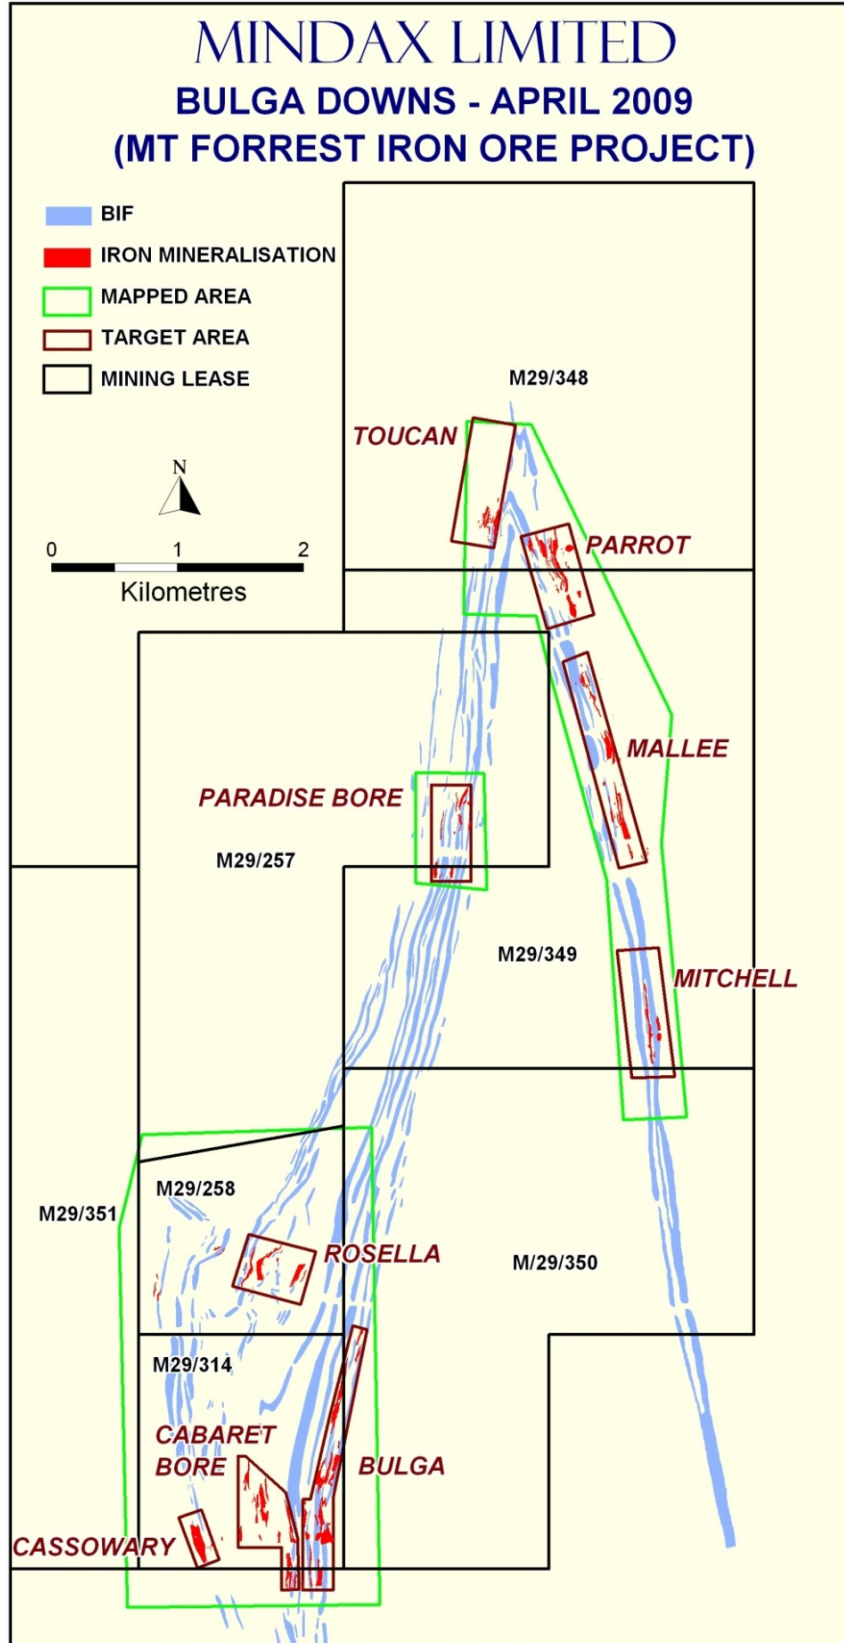 MINDAX LIMITED
BULGA DOWNS - APRIL 2009
(MT FORREST IRON ORE PROJECT)
BIF
IRON MINERALISATION
MAPPED AREA
TARGET AREA
MINING LEASE
M29/348
TOUCAN
N
PARROT
0 1 2
Kilometres
MALLEE
PARADISE BORE
M29/257
M29/349
MITCHELL
M29/258
M29/351
ROSELLA
M/29/350
M29/314
CABARET
BORE
BULGA
CASSOWARY